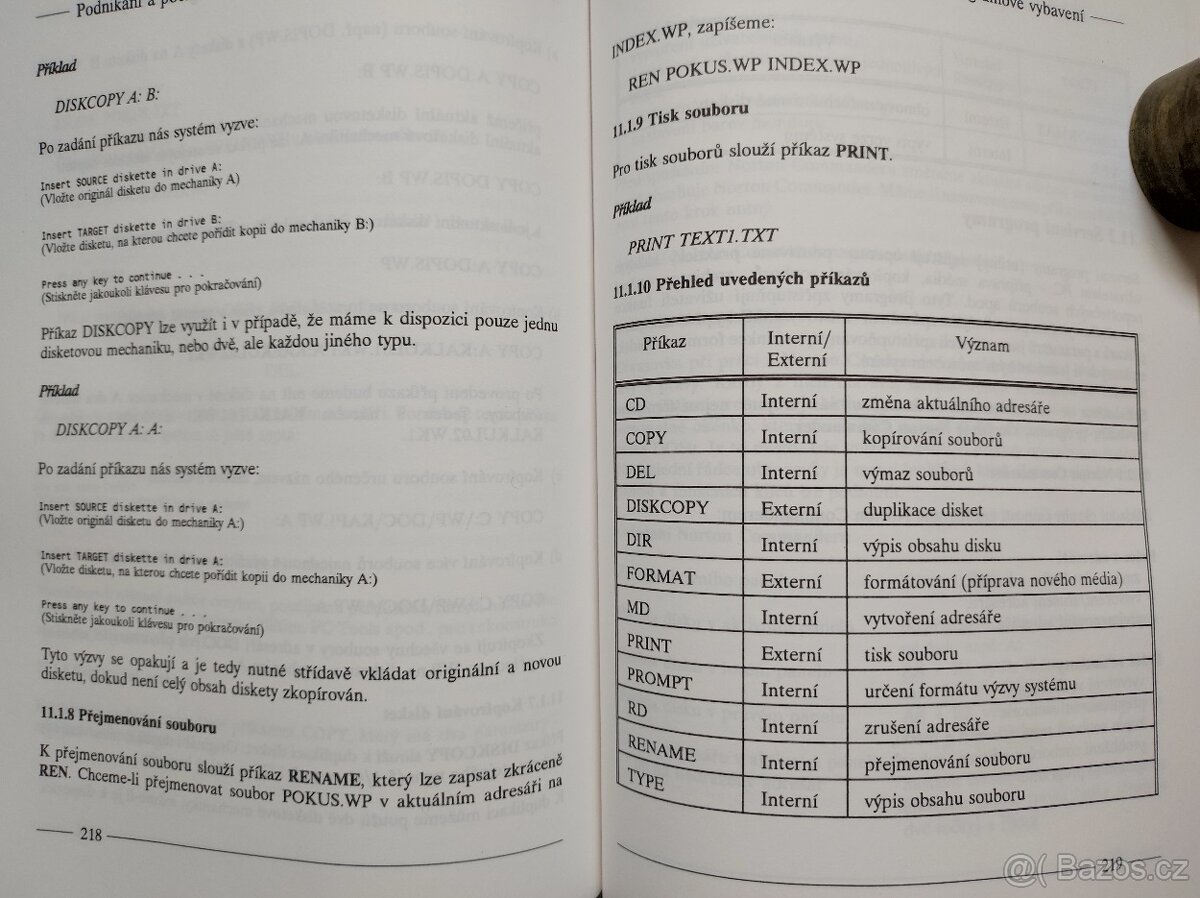 Podnikání a
Příklad
DISKCOPY A: B:
Po zadání příkazu nás systém vyzve:
Insert SOURCE diskette in drive A:
(Vložte originál disketu do mechaniky A)
Insert TARGET diskette in drive B:
(Vložte disketu, na kterou chcete pořídit kopii do mechaniky B:)
Press any key to continue . . .
(Stiskněte jakoukoli klávesu pro pokračování)
Příkaz DISKCOPY lze využít i v případě, že máme k dispozici pouze jednu
disketovou mechaniku, nebo dvě, ale každou jiného typu.
Příklad
DISKCOPY A: A:
Po zadání příkazu nás systém vyzve:
Insert SOURCE diskette in drive A:
(Vložte originál disketu do mechaniky A:)
Insert TARGET diskette in drive A:
(Vložte disketu, na kterou chcete pořídit kopii do mechaniky A:)
Press any key to continue . . .
(Stiskněte jakoukoli klávesu pro pokračování)
Tyto výzvy se opakují a je tedy nutné střídavě vkládat originální a novou
disketu, dokud není celý obsah diskety zkopírován.
11.1.8 Přejmenování souboru
K přejmenování souboru slouží příkaz RENAME, který lze zapsat zkráceně
REN. Chceme-li přejmenovat soubor POKUS.WP v aktuálním adresáři na
218
vybavení
INDEX.WP, zapíšeme:
REN POKUS.WP INDEX.WP
11.1.9 Tisk souboru
Pro tisk souborů slouží příkaz PRINT.
Příklad
PRINT TEXT1.TXT
11.1.10 Přehled uvedených příkazů
Příkaz Interní/ Význam
Externí
CD Interní změna aktuálního adresáře
COPY Interní kopírování souborů
DEL Interní výmaz souborů
DISKCOPY Externí duplikace disket
DIR Interní výpis obsahu disku
FORMAT Externí formátování (příprava nového média)
MD Interní vytvoření adresáře
PRINT Externí tisk souboru
PROMPT Interní určení formátu výzvy systému
RD Interní zrušení adresáře
RENAME Interní přejmenování souboru
TYPE Interní výpis obsahu souboru
219
@( Bazoš.cz